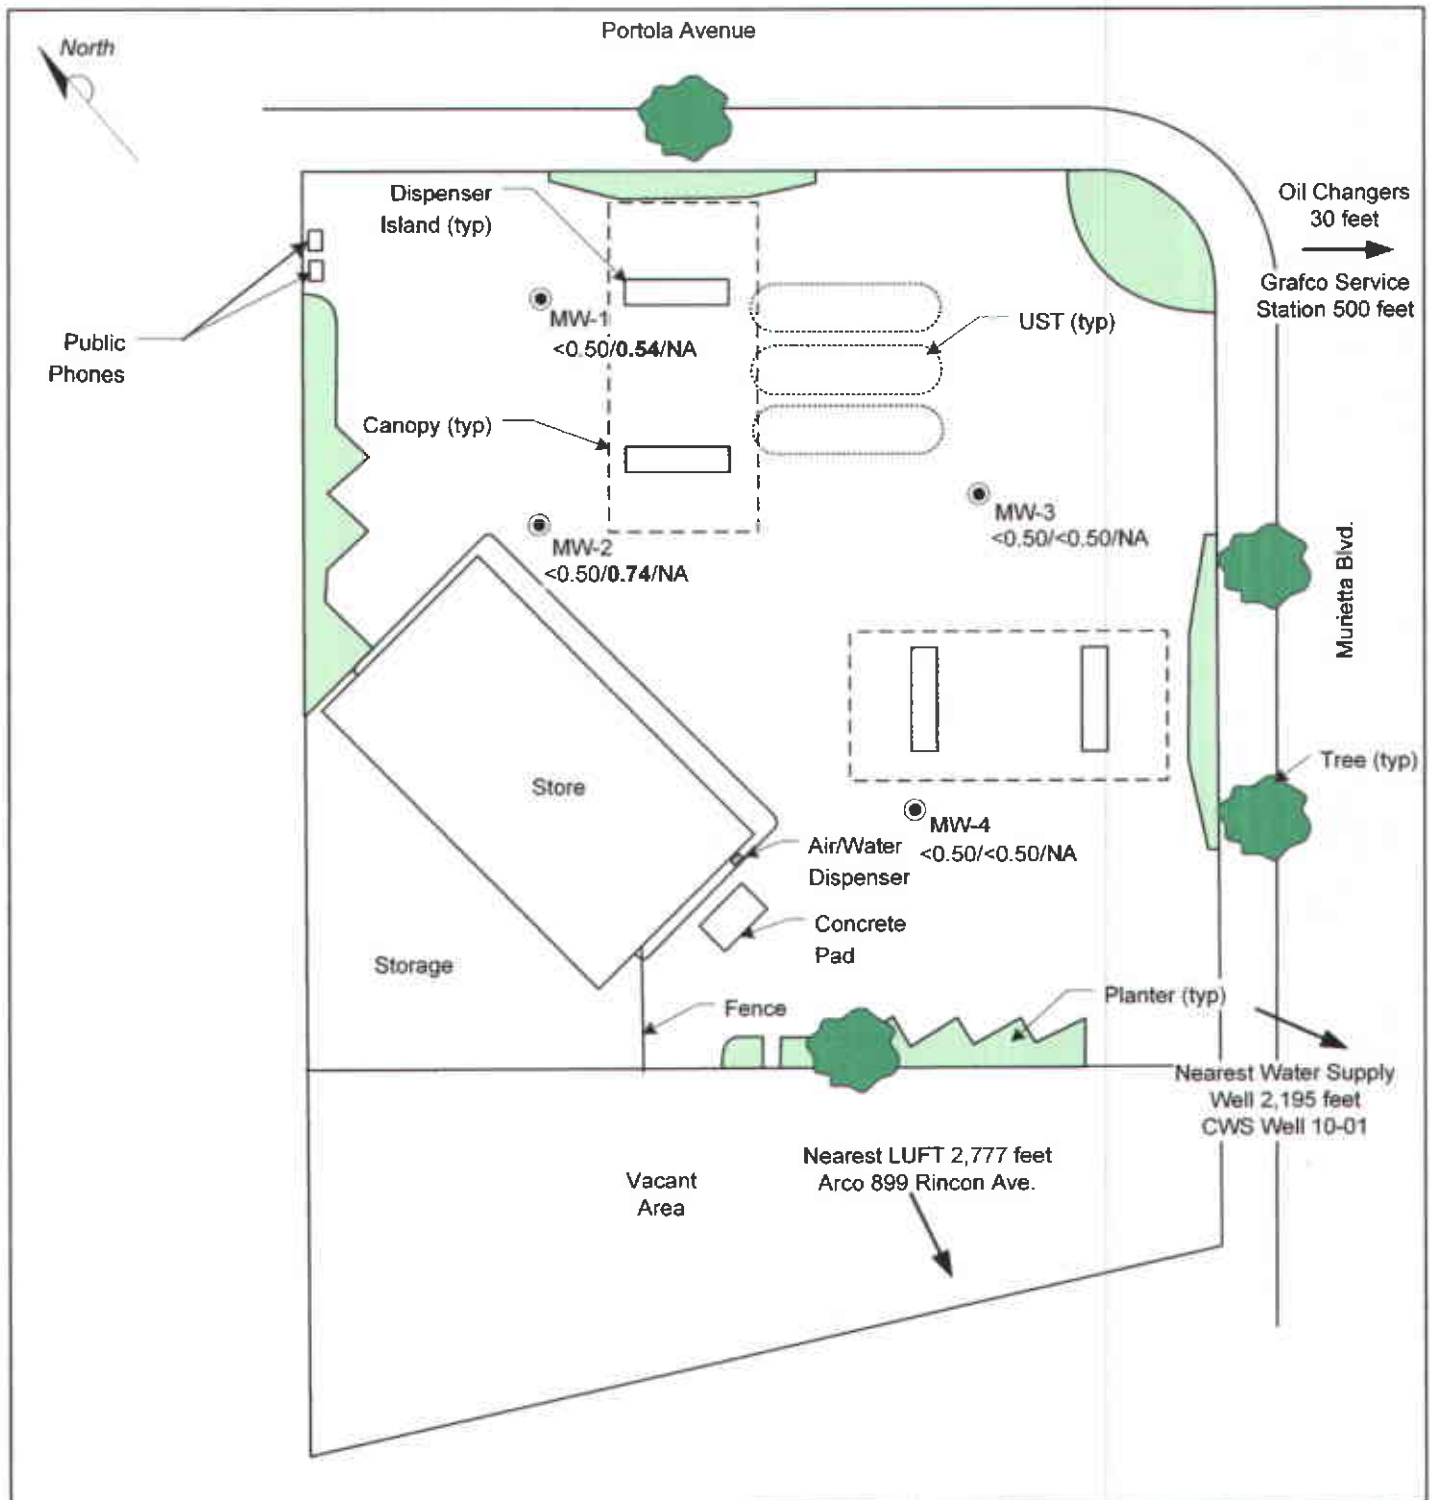 Portola Avenue
North
Dispenser
Island (typ)
Oil Changers
30 feet
Grafco Service
Station 500 feet
MW-1
<0.50/0.54/NA
UST (typ)
Public
Phones
Canopy (typ)
MW-3
<0.50/<0.50/NA
MW-2
<0.50/0.74/NA
Murietta Blvd.
Tree (typ)
Store
MW-4
<0.50/<0.50/NA
Air/Water
Dispenser
Concrete
Pad
Storage
Planter (typ)
Fence
Nearest Water Supply
Well 2,195 feet
CWS Well 10-01
Nearest LUFT 2,777 feet
Arco 899 Rincon Ave.
Vacant
Area